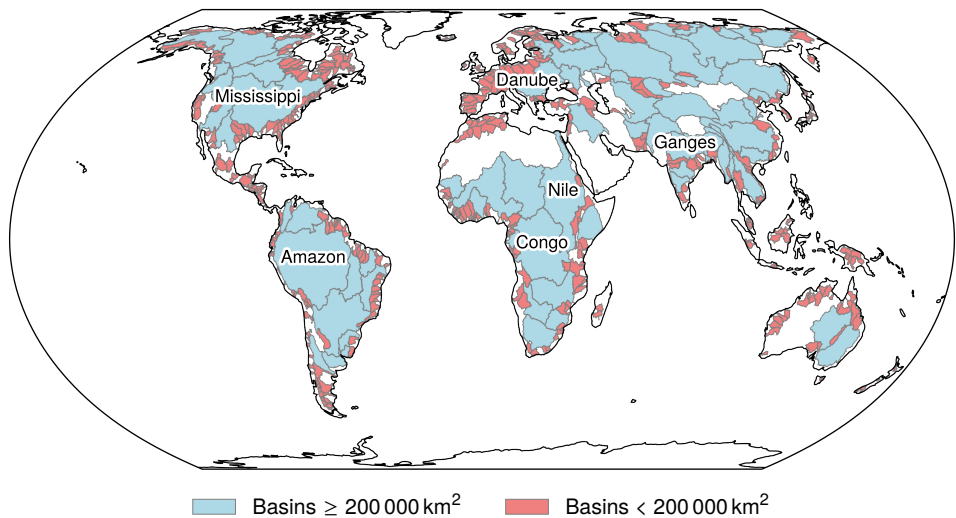 Danube
Mississippi
Ganges
Nile
Congo
Amazon
Basins ≥ 200 000 km²
Basins < 200 000 km²